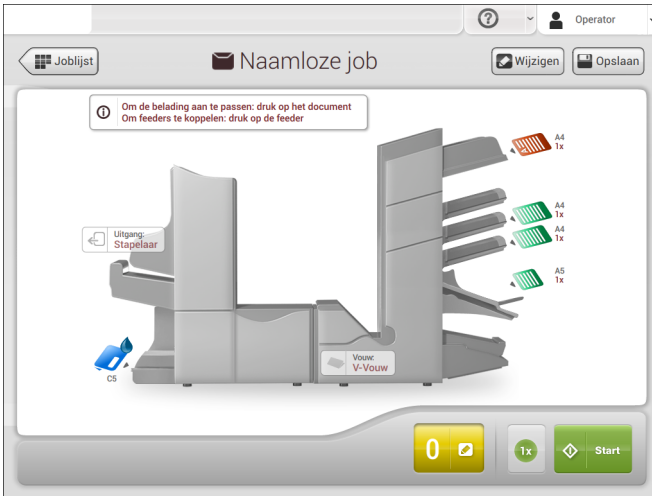 Operator
Joblijst
Naamloze job
Wijzigen
Opslaan
Om de belading aan te passen: druk op het document
Om feeders te koppelen: druk op de feeder
A4
1x
A4
1x
A4
1x
A5
1x
Uitgang:
Stapelaar
Vouw:
V-Vouw
C5
0
1x
Start